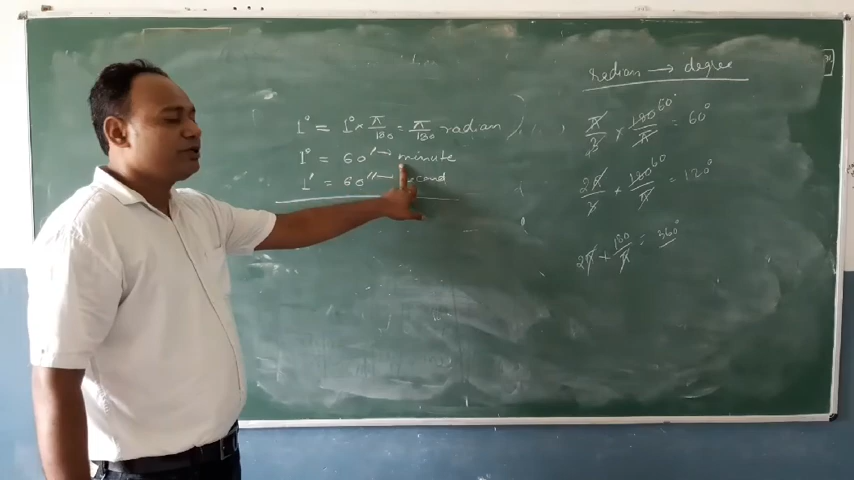 1° = 1° × π/180 = π/180 radian
1° = 60′ → minute
1′ = 60″ → second
radian → degree
π/3 × 180/π = 60°
60
2π/3 × 180/π = 120°
60
2π × 180/π = 360°